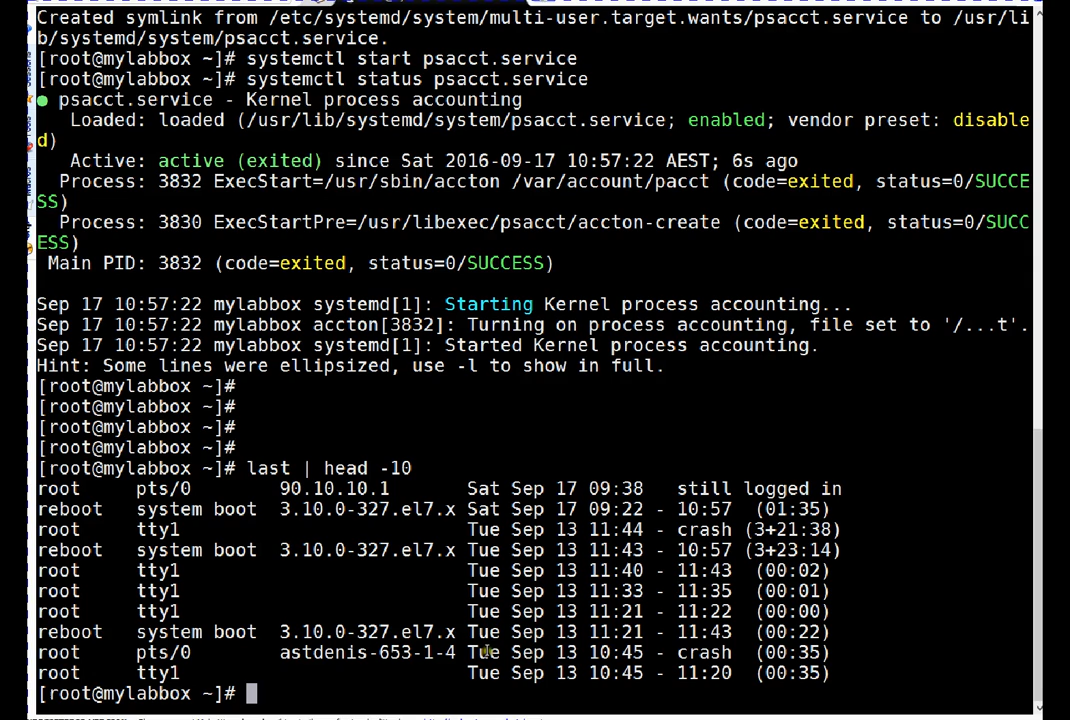 Created symlink from /etc/systemd/system/multi-user.target.wants/psacct.service to /usr/li
b/systemd/system/psacct.service.
[root@mylabbox ~]# systemctl start psacct.service
[root@mylabbox ~]# systemctl status psacct.service
● psacct.service - Kernel process accounting
   Loaded: loaded (/usr/lib/systemd/system/psacct.service; enabled; vendor preset: disable
d)
   Active: active (exited) since Sat 2016-09-17 10:57:22 AEST; 6s ago
  Process: 3832 ExecStart=/usr/sbin/accton /var/account/pacct (code=exited, status=0/SUCCE
SS)
  Process: 3830 ExecStartPre=/usr/libexec/psacct/accton-create (code=exited, status=0/SUCC
ESS)
 Main PID: 3832 (code=exited, status=0/SUCCESS)

Sep 17 10:57:22 mylabbox systemd[1]: Starting Kernel process accounting...
Sep 17 10:57:22 mylabbox accton[3832]: Turning on process accounting, file set to '/...t'.
Sep 17 10:57:22 mylabbox systemd[1]: Started Kernel process accounting.
Hint: Some lines were ellipsized, use -l to show in full.
[root@mylabbox ~]#
[root@mylabbox ~]#
[root@mylabbox ~]#
[root@mylabbox ~]#
[root@mylabbox ~]# last | head -10
root     pts/0        90.10.10.1       Sat Sep 17 09:38   still logged in
reboot   system boot  3.10.0-327.el7.x Sat Sep 17 09:22 - 10:57  (01:35)
root     tty1                          Tue Sep 13 11:44 - crash (3+21:38)
reboot   system boot  3.10.0-327.el7.x Tue Sep 13 11:43 - 10:57 (3+23:14)
root     tty1                          Tue Sep 13 11:40 - 11:43  (00:02)
root     tty1                          Tue Sep 13 11:33 - 11:35  (00:01)
root     tty1                          Tue Sep 13 11:21 - 11:22  (00:00)
reboot   system boot  3.10.0-327.el7.x Tue Sep 13 11:21 - 11:43  (00:22)
root     pts/0        astdenis-653-1-4 Tue Sep 13 10:45 - crash  (00:35)
root     tty1                          Tue Sep 13 10:45 - 11:20  (00:35)
[root@mylabbox ~]#